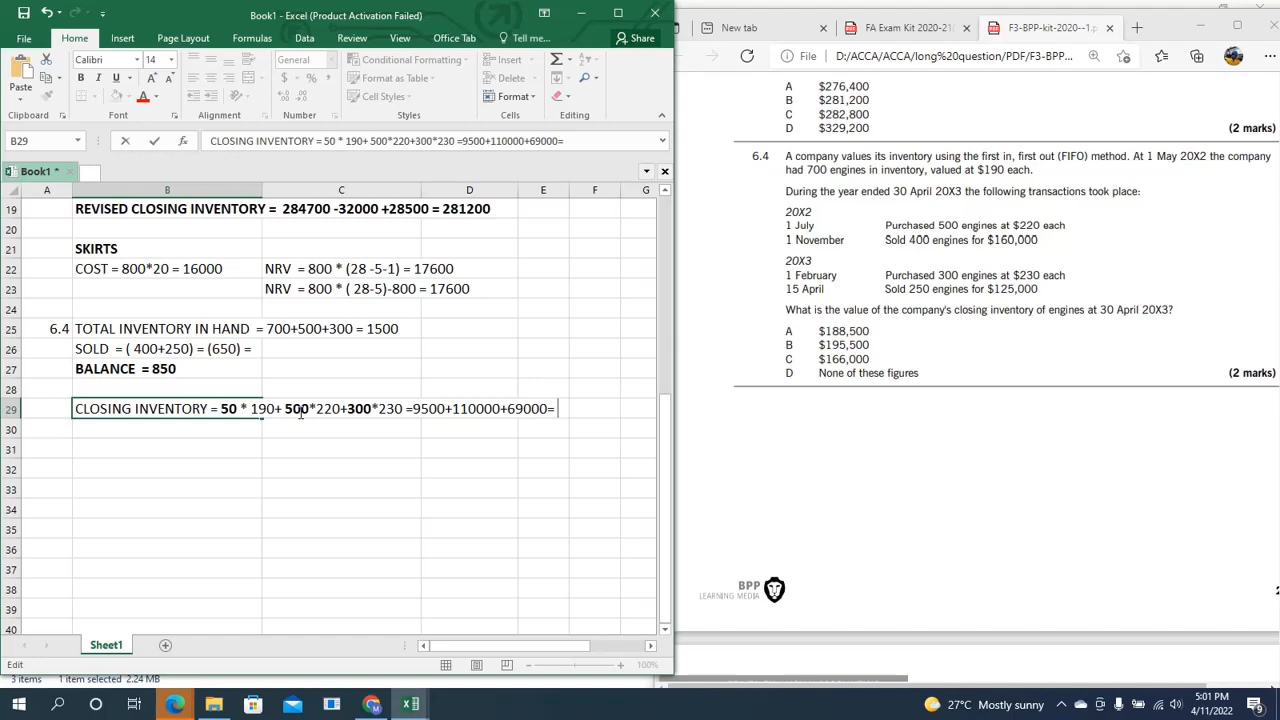 Book1 - Excel (Product Activation Failed)
File Home Insert Page Layout Formulas Data Review View Office Tab Tell me... Share
Paste
Clipboard
Calibri 14
B I U A A
Font
Alignment
General
$ % ,
Number
Conditional Formatting
Format as Table
Cell Styles
Styles
Insert
Delete
Format
Cells
Editing
B29 fx CLOSING INVENTORY = 50 * 190+ 500*220+300*230 =9500+110000+69000=
Book1 *
A B C D E F G
19 REVISED CLOSING INVENTORY = 284700 -32000 +28500 = 281200
20
21 SKIRTS
22 COST = 800*20 = 16000 NRV = 800 * (28 -5-1) = 17600
23 NRV = 800 * ( 28-5)-800 = 17600
24
25 6.4 TOTAL INVENTORY IN HAND = 700+500+300 = 1500
26 SOLD = ( 400+250) = (650) =
27 BALANCE = 850
28
29 CLOSING INVENTORY = 50 * 190+ 500*220+300*230 =9500+110000+69000=
30
31
32
33
34
35
36
37
38
39
40
Sheet1
Edit 100%
3 items 1 item selected 2.24 MB
New tab FA Exam Kit 2020-21( F3-BPP-kit-2020--1.p
File D:/ACCA/ACCA/long%20question/PDF/F3-BPP...
A $276,400
B $281,200
C $282,800
D $329,200 (2 marks)
6.4 A company values its inventory using the first in, first out (FIFO) method. At 1 May 20X2 the company
had 700 engines in inventory, valued at $190 each.
During the year ended 30 April 20X3 the following transactions took place:
20X2
1 July Purchased 500 engines at $220 each
1 November Sold 400 engines for $160,000
20X3
1 February Purchased 300 engines at $230 each
15 April Sold 250 engines for $125,000
What is the value of the company's closing inventory of engines at 30 April 20X3?
A $188,500
B $195,500
C $166,000
D None of these figures (2 marks)
BPP
LEARNING MEDIA
27°C Mostly sunny
5:01 PM
4/11/2022